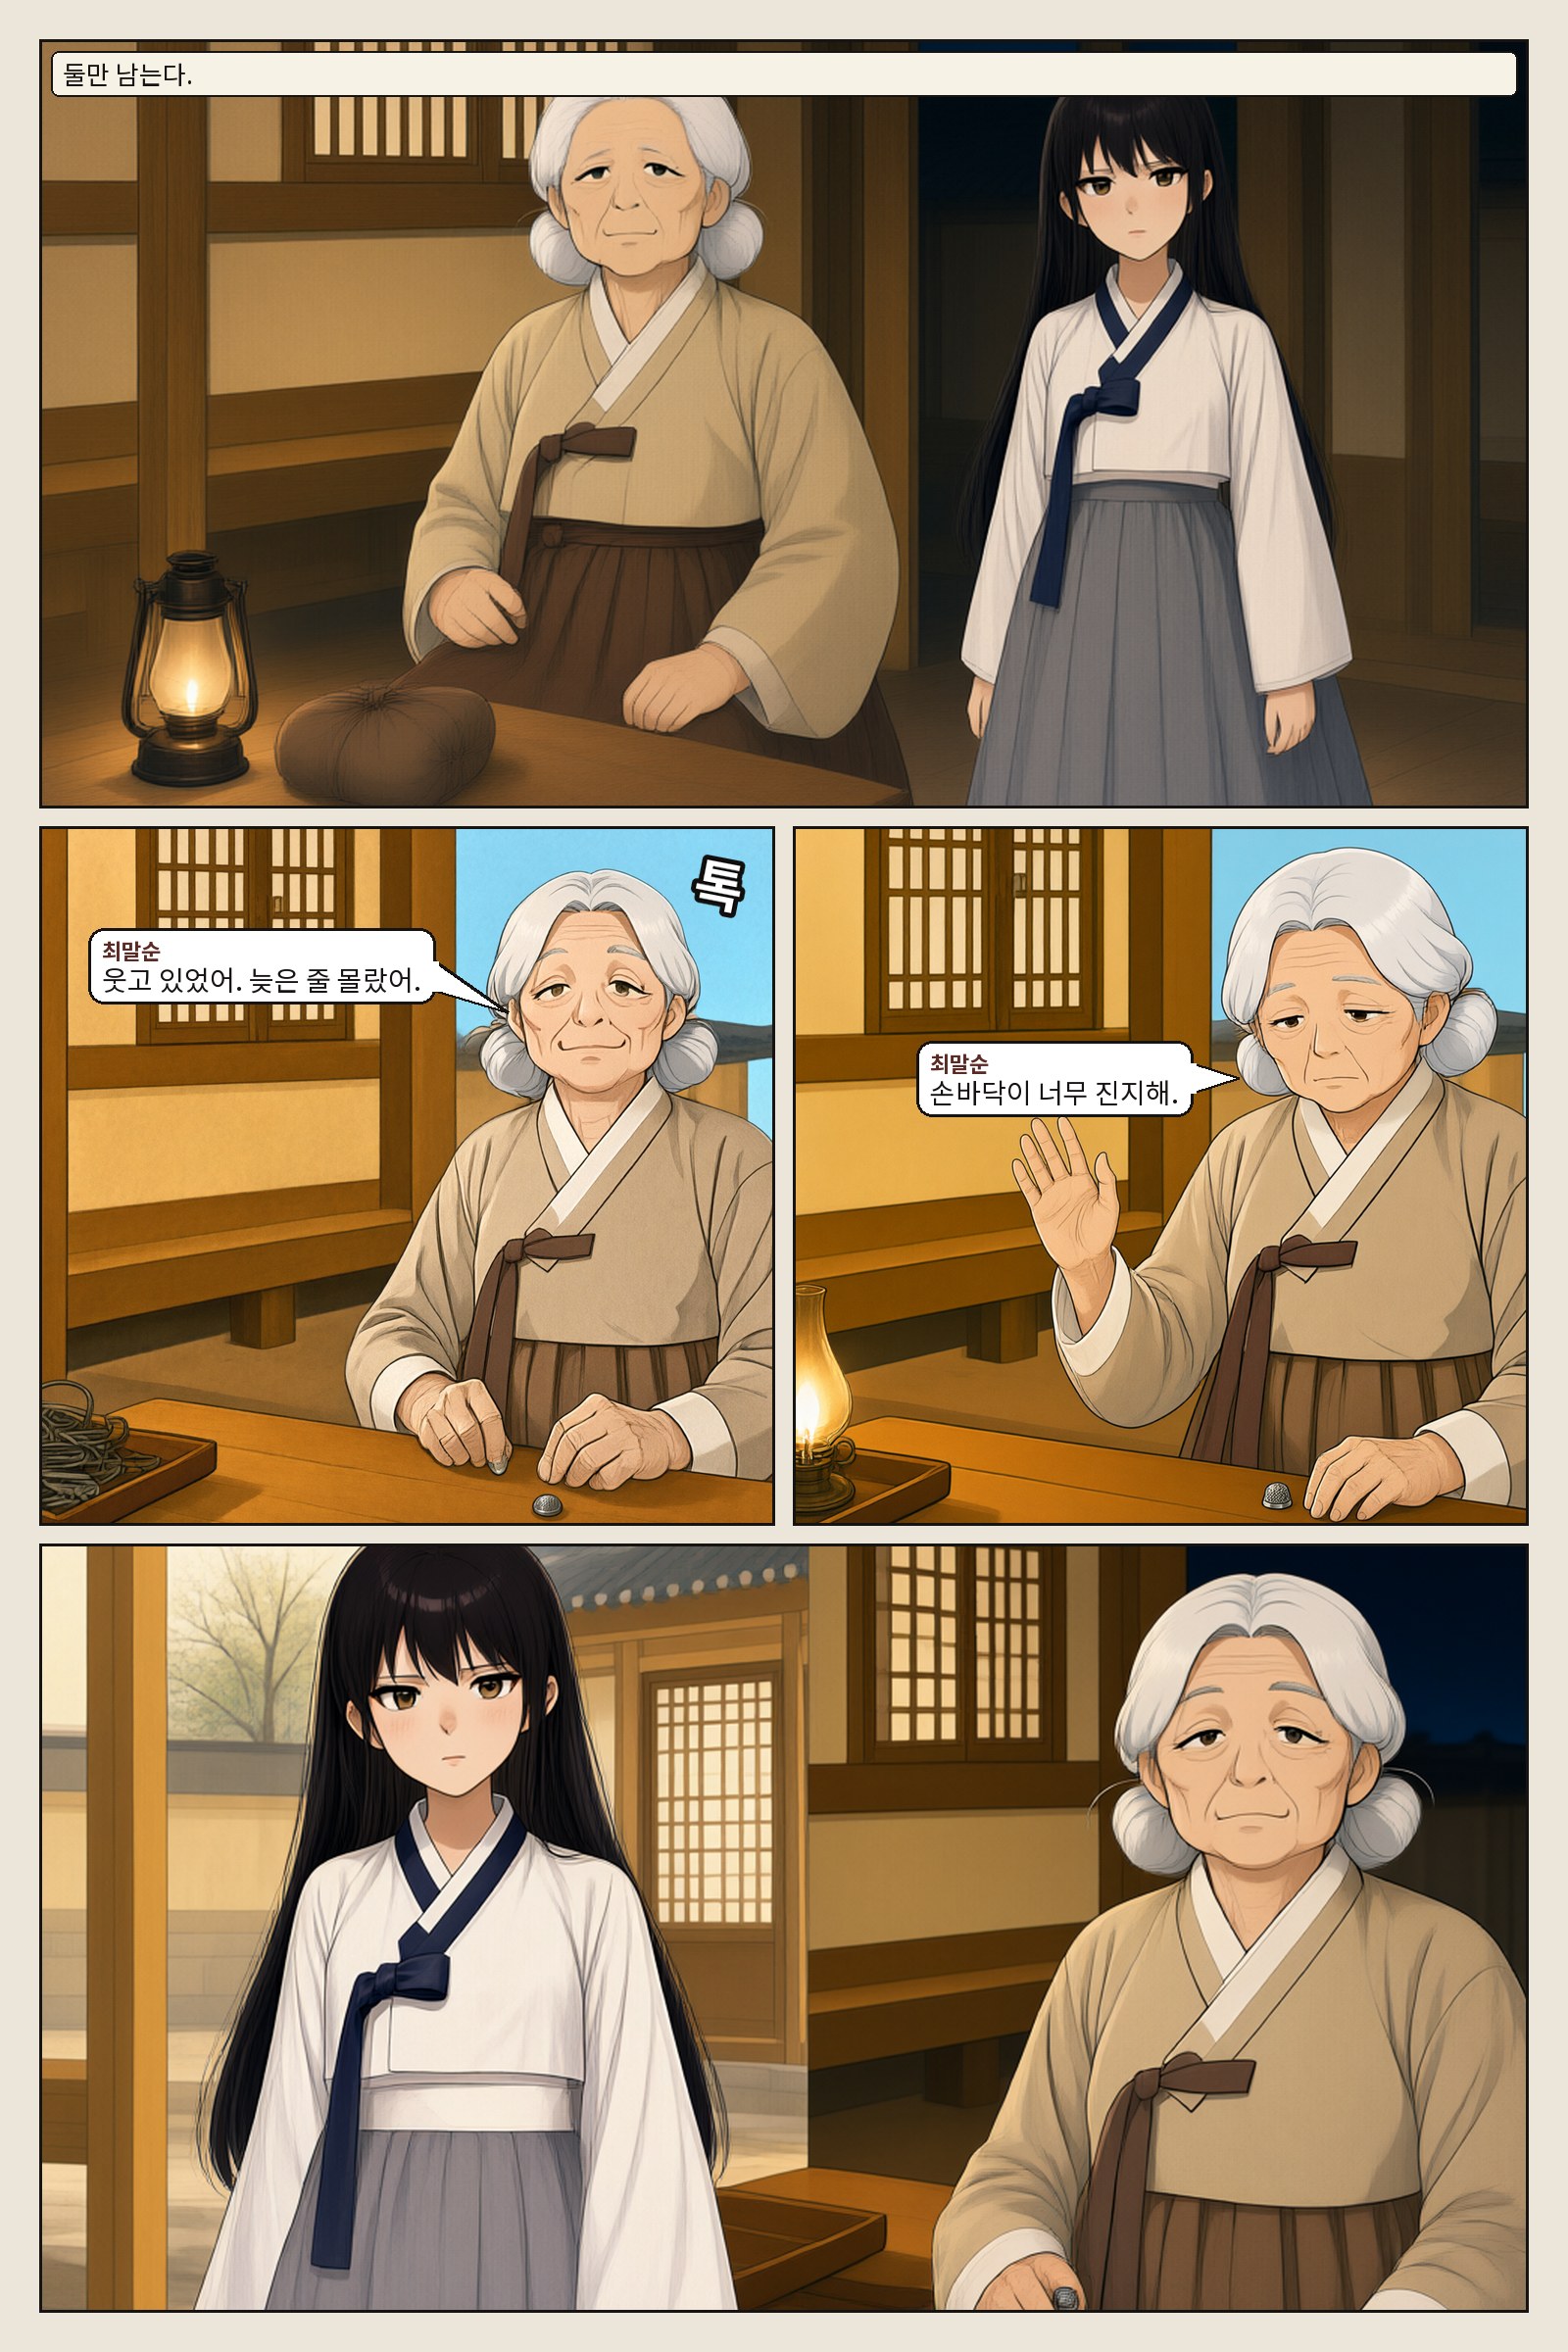 둘만 남는다.
톡
최말순
웃고 있었어. 늦은 줄 몰랐어.
최말순
손바닥이 너무 진지해.